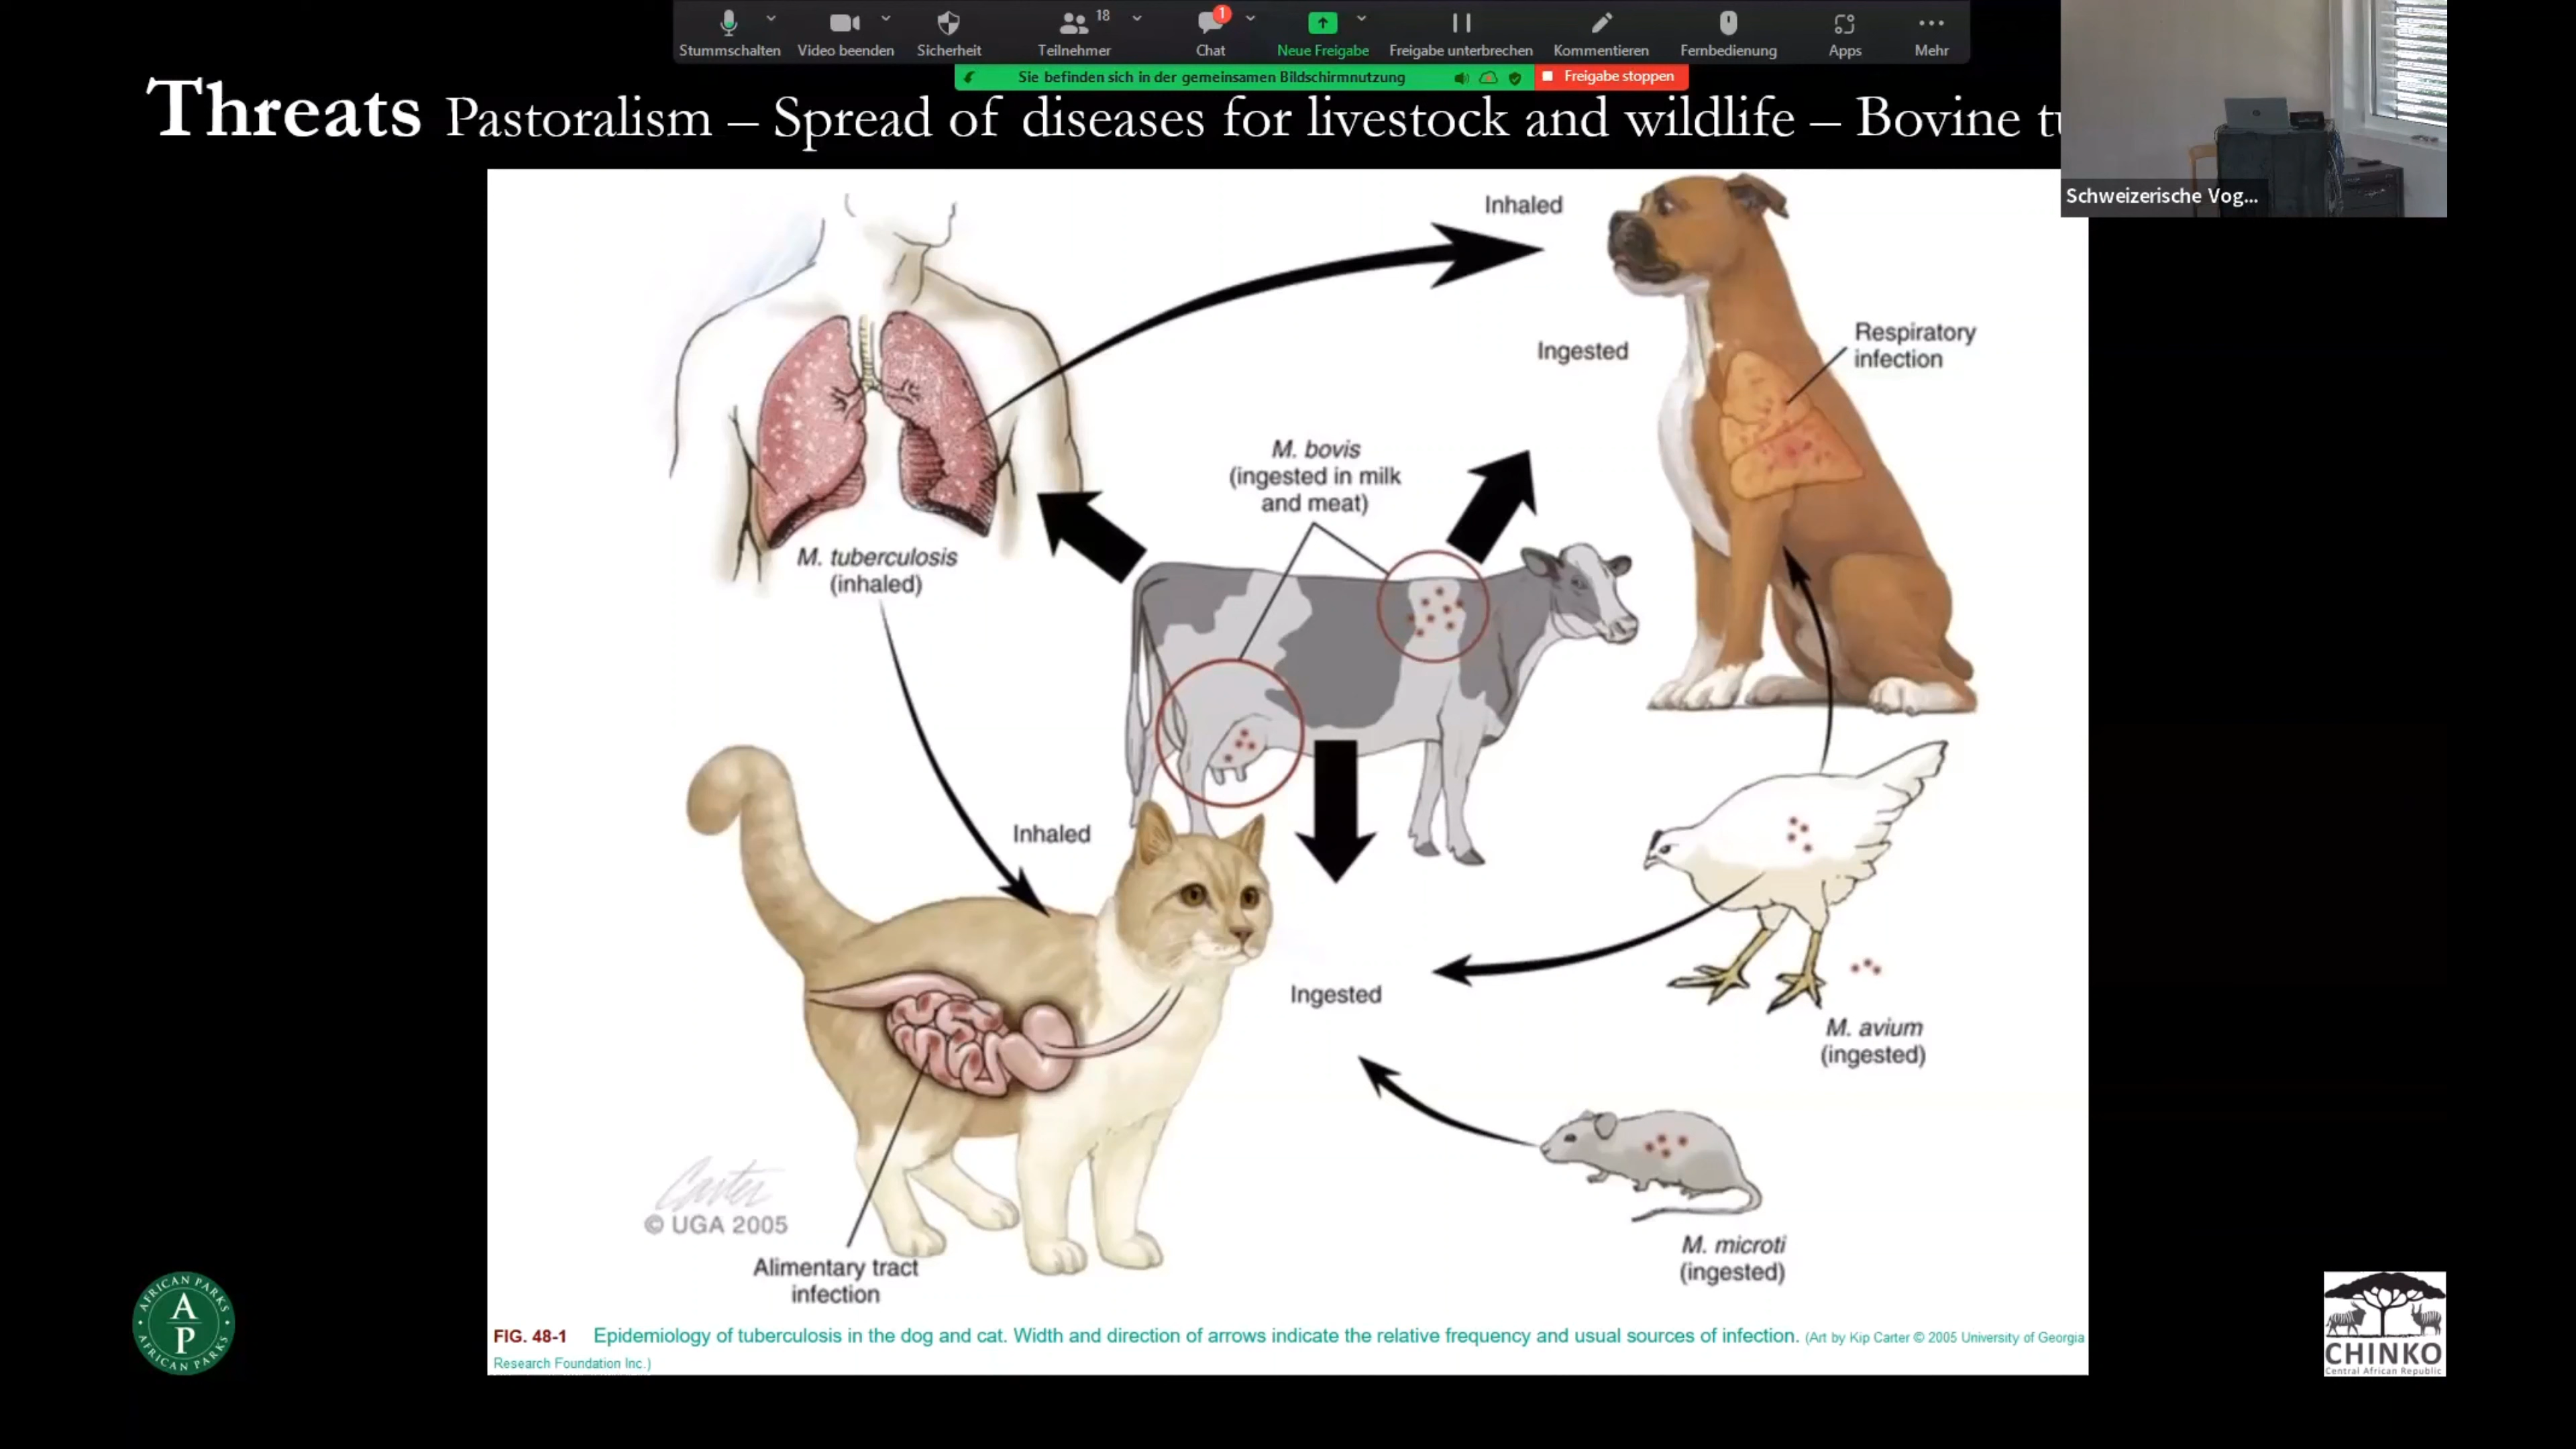 Stummschalten Video beenden Sicherheit Teilnehmer 18 Chat 1 Neue Freigabe Freigabe unterbrechen Kommentieren Fernbedienung Apps Mehr
Sie befinden sich in der gemeinsamen Bildschirmnutzung Freigabe stoppen
Threats Pastoralism – Spread of diseases for livestock and wildlife – Bovine
Schweizerische Vog...
Inhaled
Ingested
Respiratory
infection
M. bovis
(ingested in milk
and meat)
M. tuberculosis
(inhaled)
Inhaled
Ingested
M. avium
(ingested)
M. microti
(ingested)
Carter
© UGA 2005
Alimentary tract
infection
FIG. 48-1 Epidemiology of tuberculosis in the dog and cat. Width and direction of arrows indicate the relative frequency and usual sources of infection. (Art by Kip Carter © 2005 University of Georgia
Research Foundation Inc.)
AFRICAN PARKS
A
P
AFRICAN PARKS
CHINKO
Central African Republic